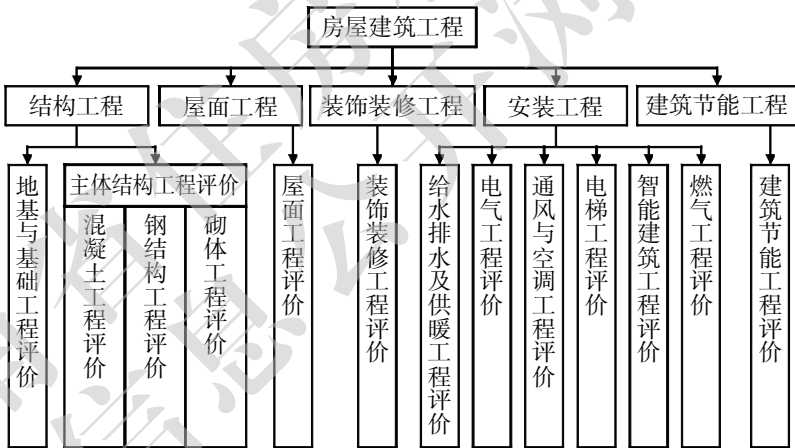 房屋建筑工程
结构工程
屋面工程
装饰装修工程
安装工程
建筑节能工程
地基与基础工程评价
主体结构工程评价
混凝土工程评价
钢结构工程评价
砌体工程评价
屋面工程评价
装饰装修工程评价
给水排水及供暖工程评价
电气工程评价
通风与空调工程评价
电梯工程评价
智能建筑工程评价
燃气工程评价
建筑节能工程评价